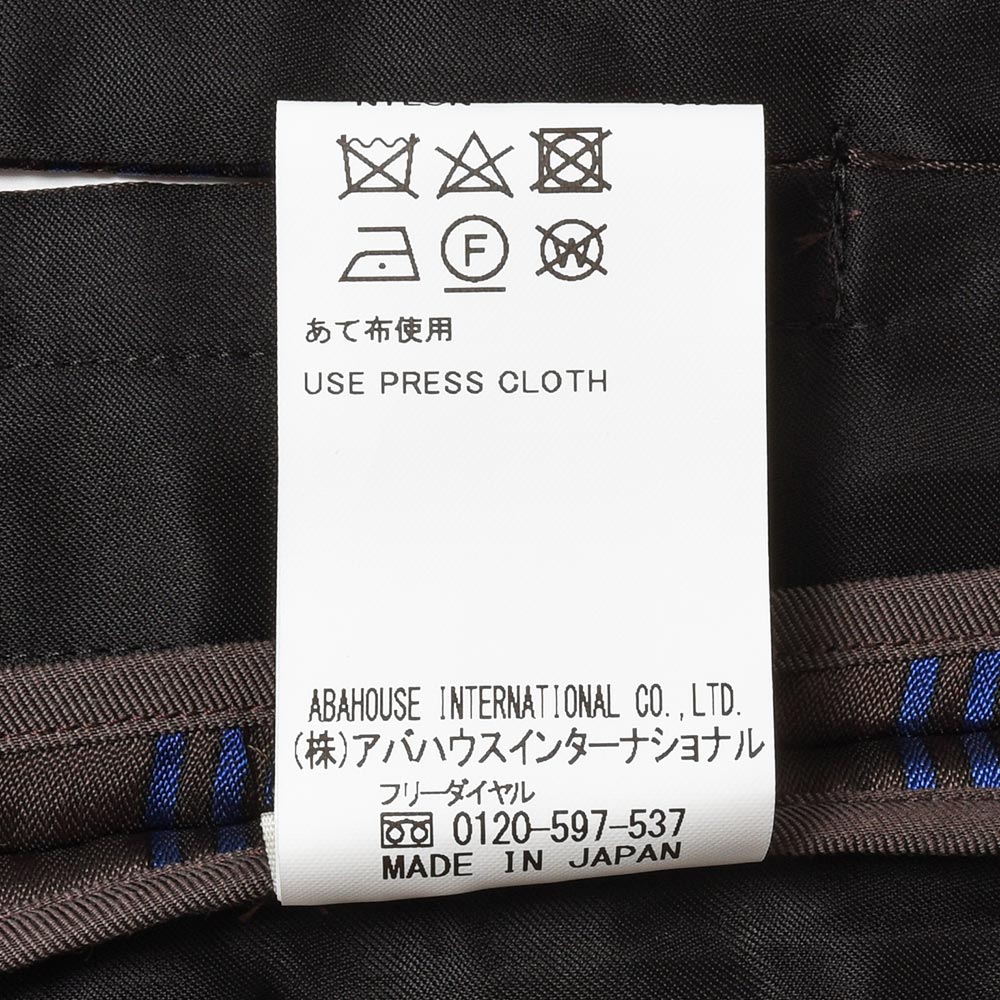 F W
あて布使用
USE PRESS CLOTH
ABAHOUSE INTERNATIONAL CO.,LTD.
(株)アバハウスインターナショナル
フリーダイヤル
0120-597-537
MADE IN JAPAN